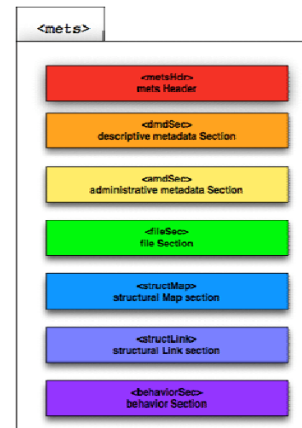 <mets>
<metsHdr>
mets Header
<dmdSec>
descriptive metadata Section
<amdSec>
administrative metadata Section
<fileSec>
file Section
<structMap>
structural Map section
<structLink>
structural Link section
<behaviorSec>
behavior Section